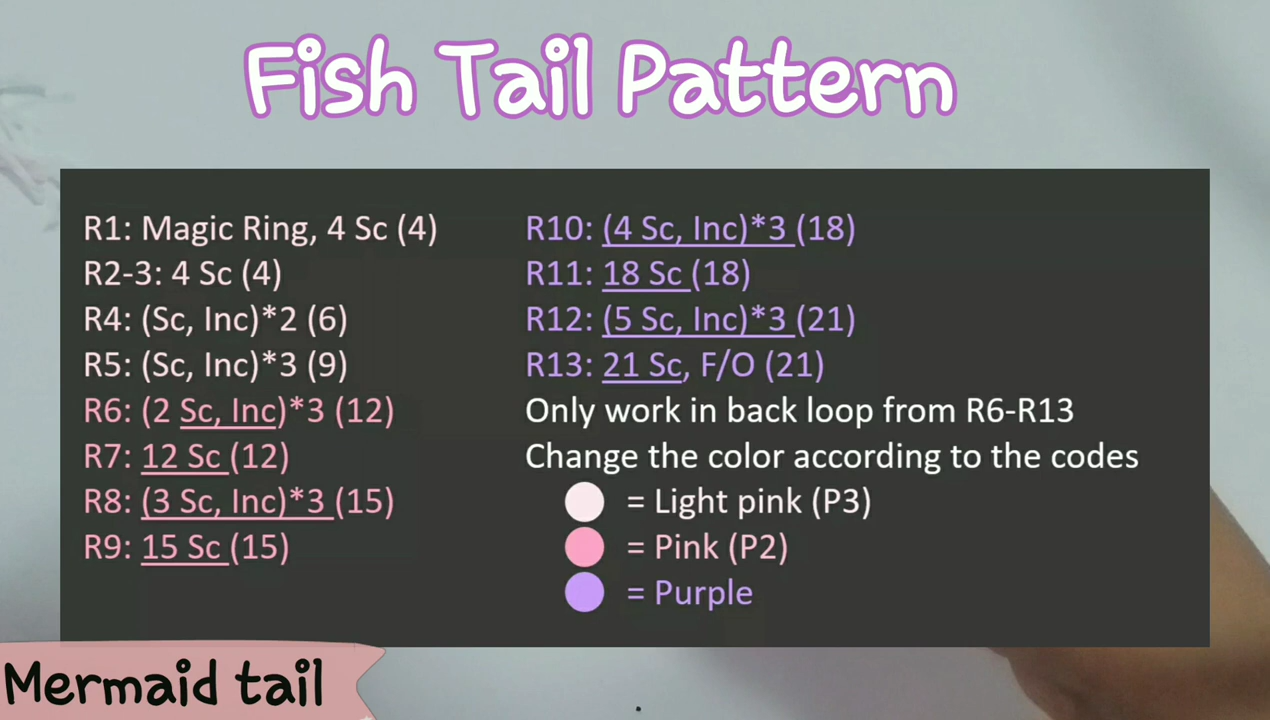 Fish Tail Pattern
R1: Magic Ring, 4 Sc (4)
R2-3: 4 Sc (4)
R4: (Sc, Inc)*2 (6)
R5: (Sc, Inc)*3 (9)
R6: (2 Sc, Inc)*3 (12)
R7: 12 Sc (12)
R8: (3 Sc, Inc)*3 (15)
R9: 15 Sc (15)
R10: (4 Sc, Inc)*3 (18)
R11: 18 Sc (18)
R12: (5 Sc, Inc)*3 (21)
R13: 21 Sc, F/O (21)
Only work in back loop from R6-R13
Change the color according to the codes
= Light pink (P3)
= Pink (P2)
= Purple
Mermaid tail